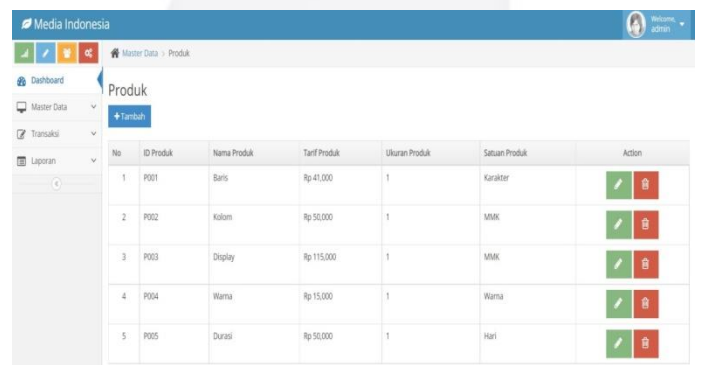 Media Indonesia
Welcome,
admin
Master Data > Produk
Dashboard
Master Data
Transaksi
Laporan
Produk
+Tambah
No ID Produk Nama Produk Tarif Produk Ukuran Produk Satuan Produk Action
1 P001 Baris Rp 41,000 1 Karakter
2 P002 Kolom Rp 50,000 1 MMK
3 P003 Display Rp 115,000 1 MMK
4 P004 Warna Rp 15,000 1 Warna
5 P005 Durasi Rp 50,000 1 Hari